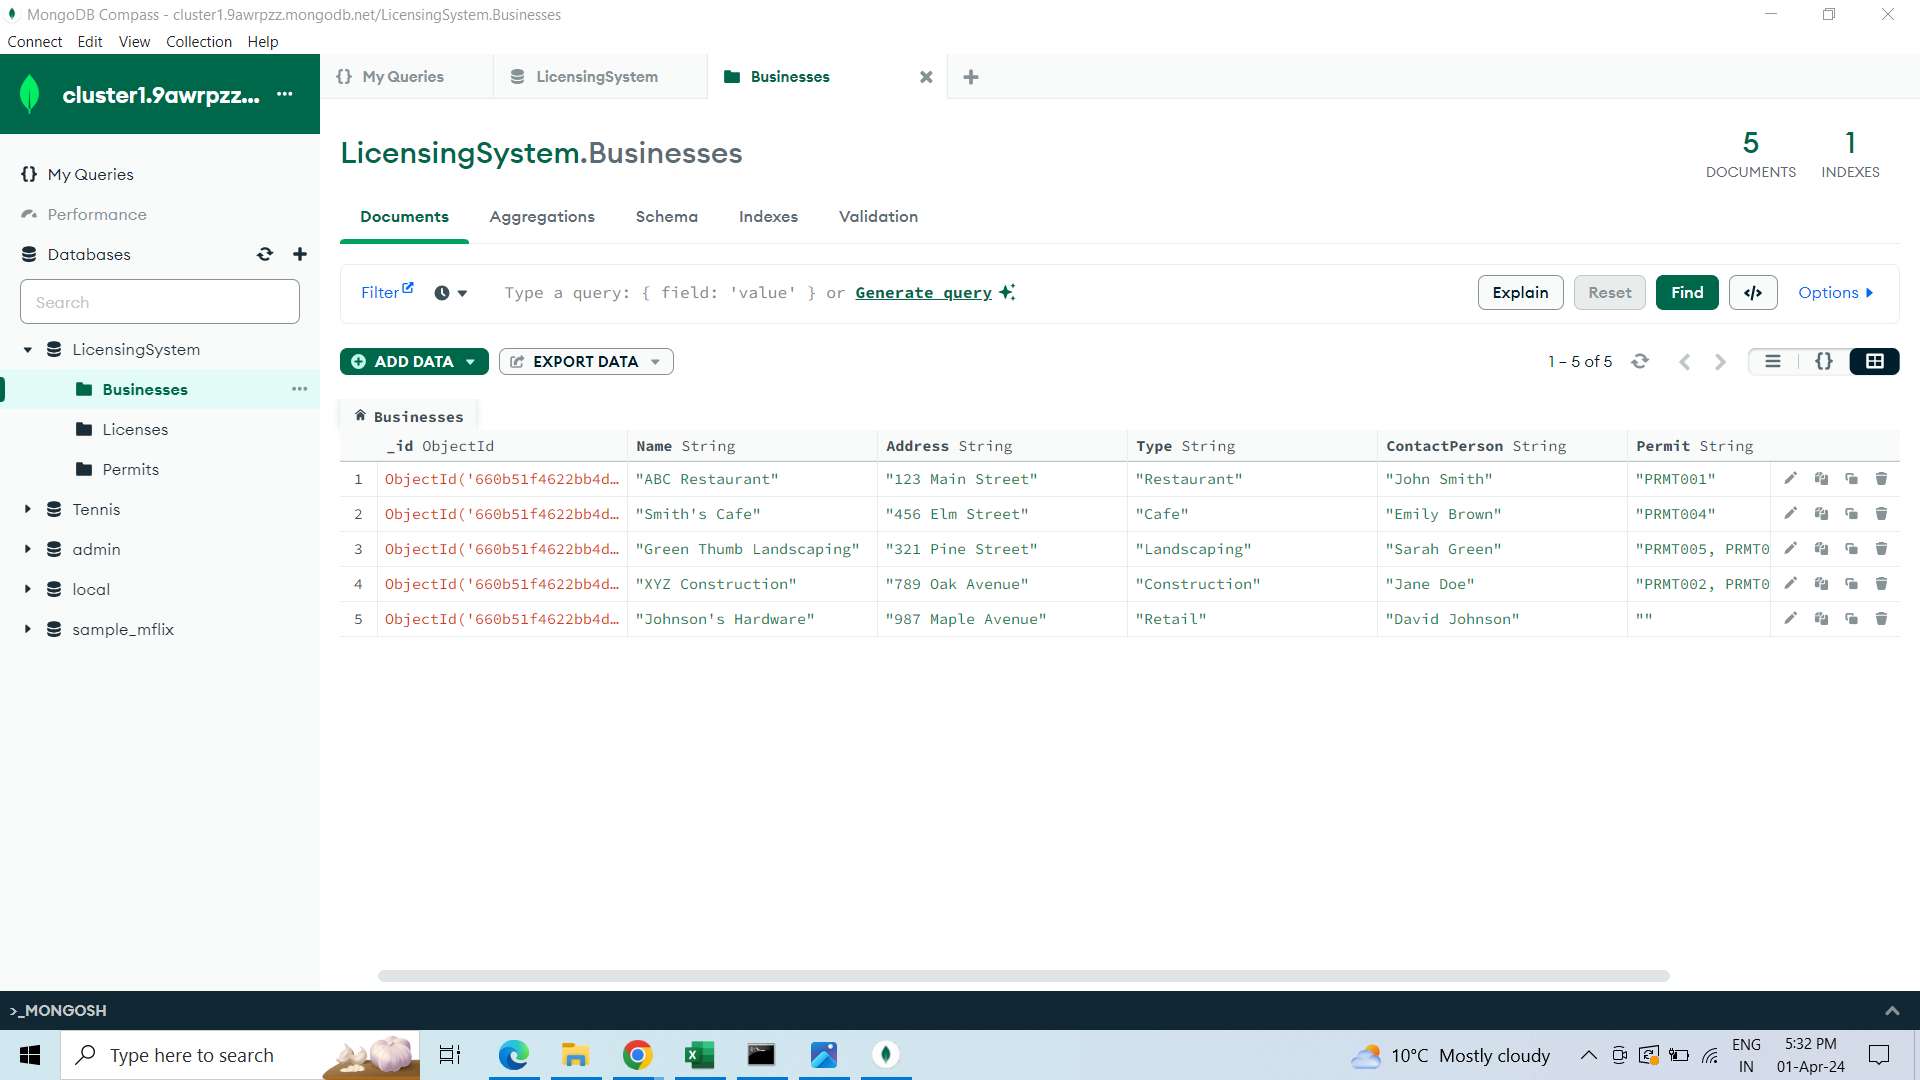 MongoDB Compass - cluster1.9awrpzz.mongodb.net/LicensingSystem.Businesses
Connect Edit View Collection Help
cluster1.9awrpzz... ...
{} My Queries LicensingSystem Businesses
LicensingSystem.Businesses
5 DOCUMENTS
1 INDEXES
{} My Queries
Performance
Databases
Search
LicensingSystem
Businesses ...
Licenses
Permits
Tennis
admin
local
sample_mflix
Documents Aggregations Schema Indexes Validation
Filter Type a query: { field: 'value' } or Generate query Explain Reset Find </> Options
ADD DATA EXPORT DATA 1 – 5 of 5 {}
Businesses
_id ObjectId Name String Address String Type String ContactPerson String Permit String
1 ObjectId('660b51f4622bb4d… "ABC Restaurant" "123 Main Street" "Restaurant" "John Smith" "PRMT001"
2 ObjectId('660b51f4622bb4d… "Smith's Cafe" "456 Elm Street" "Cafe" "Emily Brown" "PRMT004"
3 ObjectId('660b51f4622bb4d… "Green Thumb Landscaping" "321 Pine Street" "Landscaping" "Sarah Green" "PRMT005, PRMT0
4 ObjectId('660b51f4622bb4d… "XYZ Construction" "789 Oak Avenue" "Construction" "Jane Doe" "PRMT002, PRMT0
5 ObjectId('660b51f4622bb4d… "Johnson's Hardware" "987 Maple Avenue" "Retail" "David Johnson" ""
>_MONGOSH
Type here to search
10°C Mostly cloudy
ENG
IN
5:32 PM
01-Apr-24